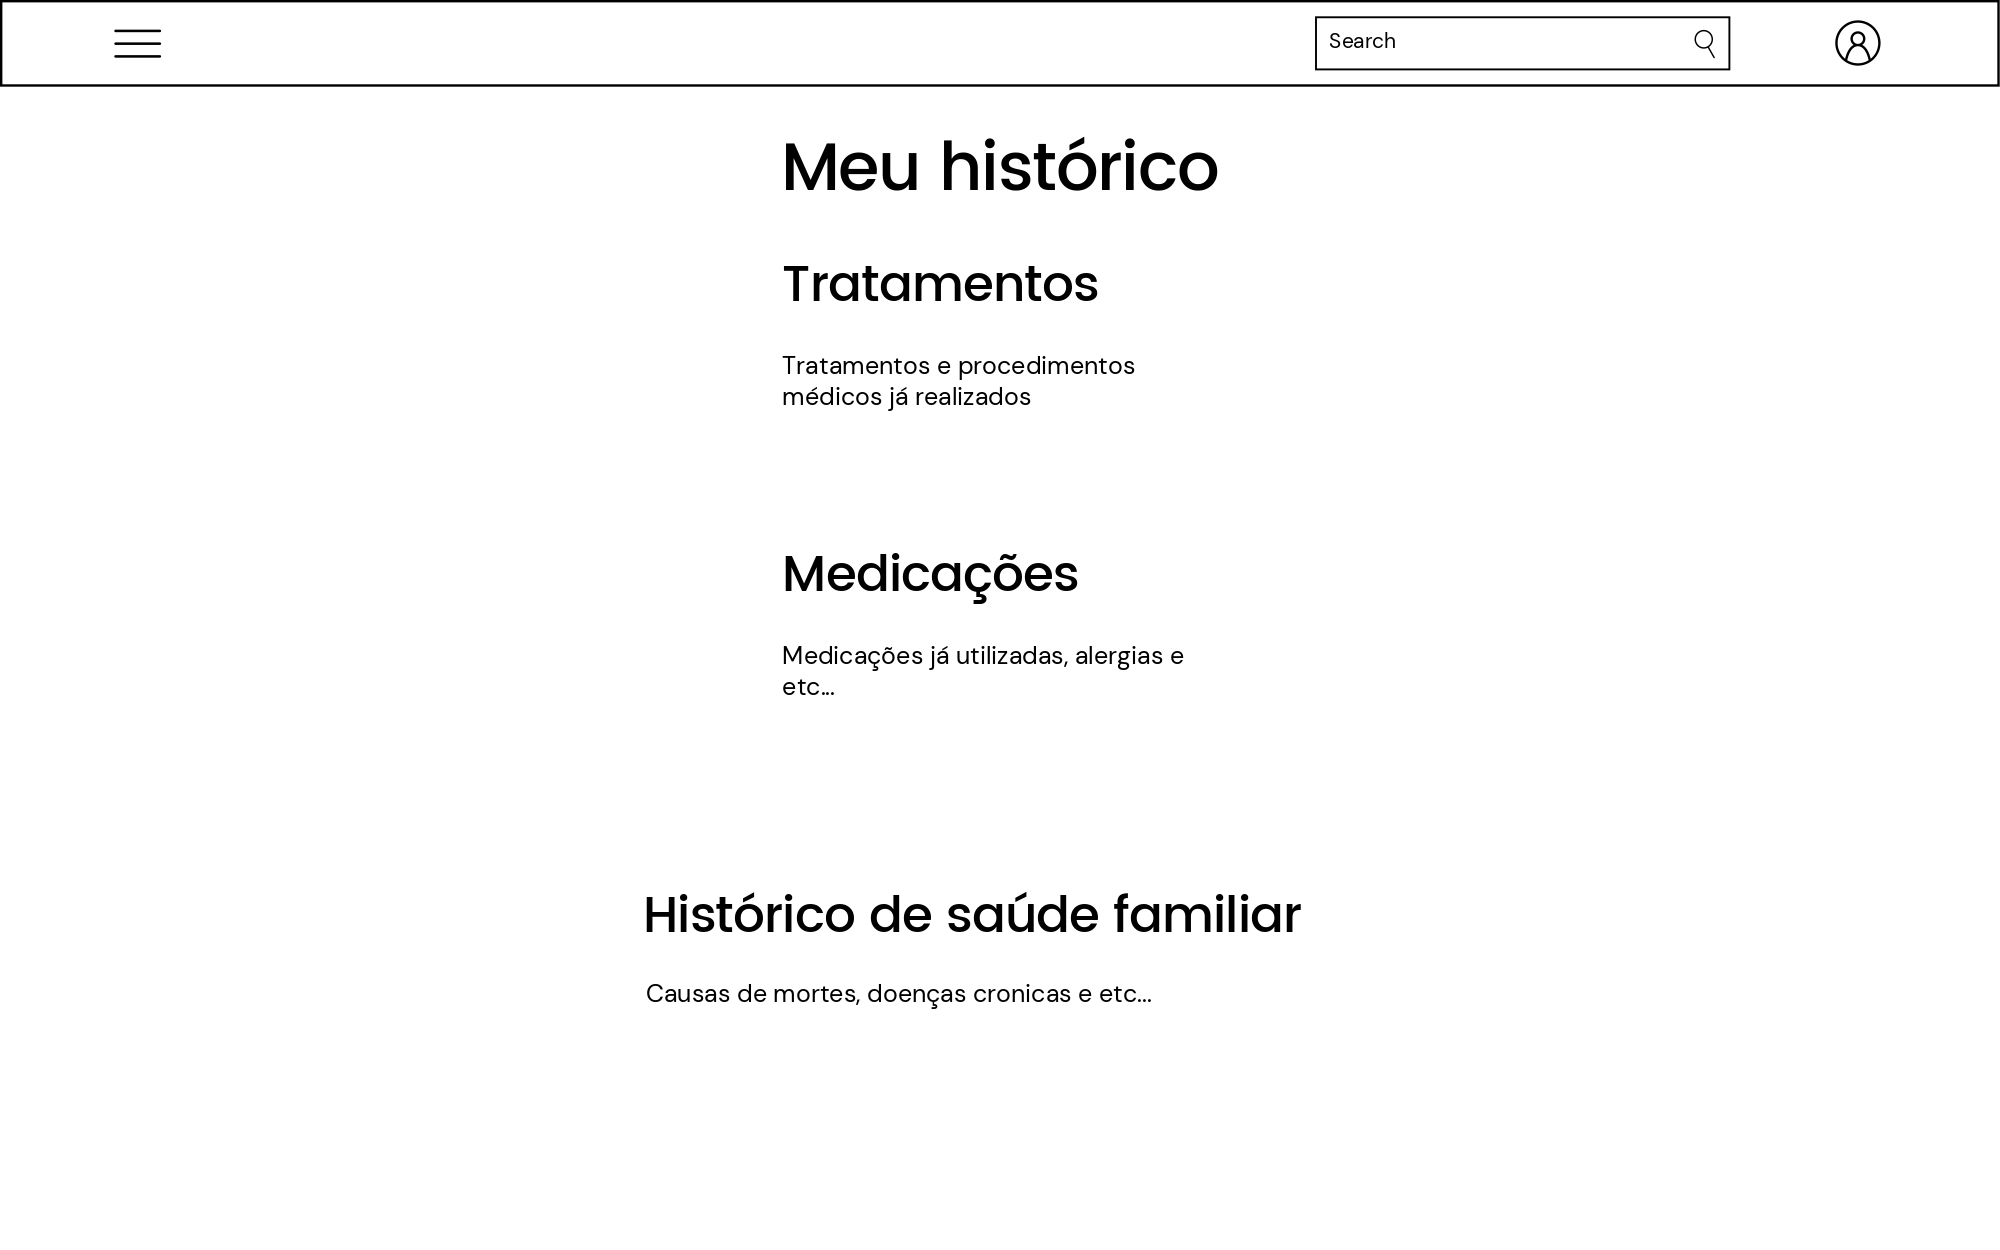 Search
Meu histórico
Tratamentos
Tratamentos e procedimentos
médicos já realizados
Medicações
Medicações já utilizadas, alergias e
etc...
Histórico de saúde familiar
Causas de mortes, doenças cronicas e etc...